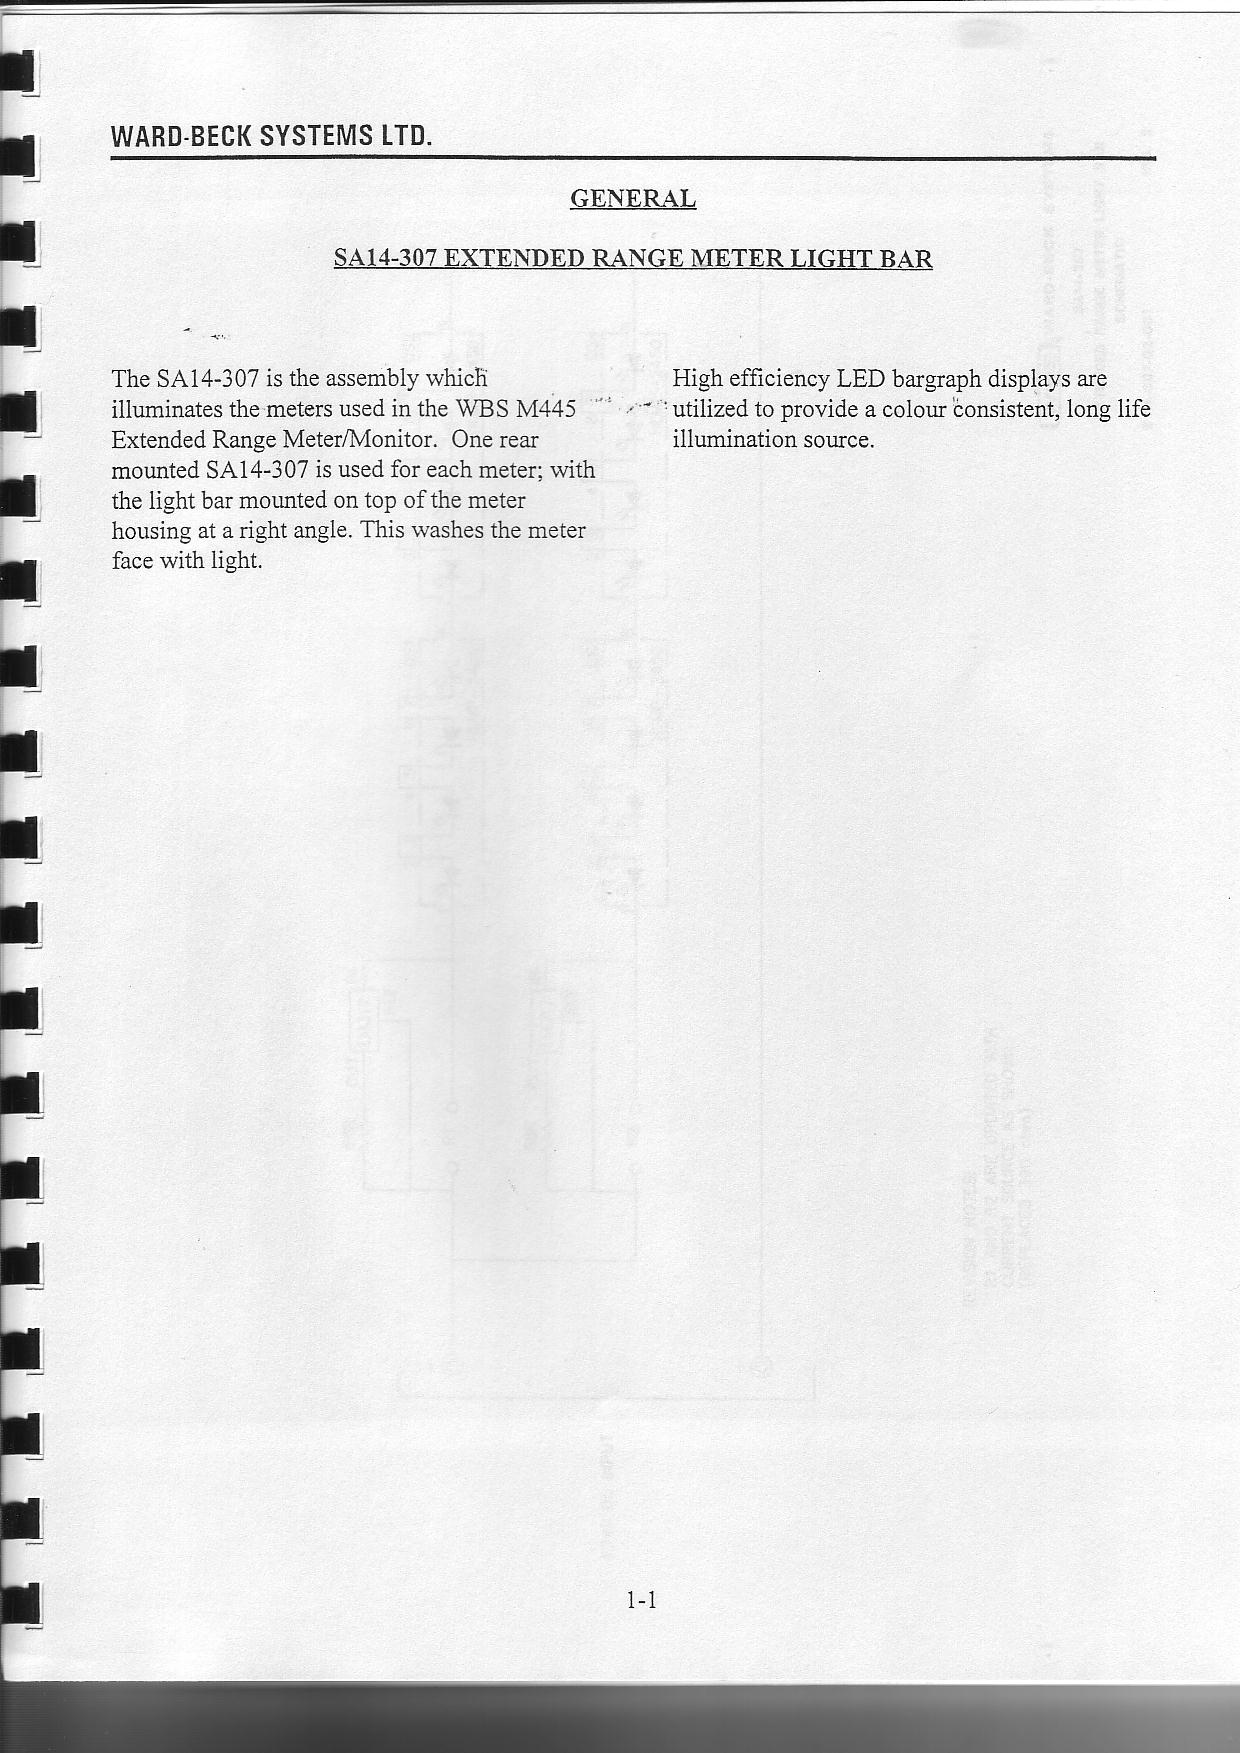 WARD-BECK SYSTEMS LTD.
GENERAL
SA14-307 EXTENDED RANGE METER LIGHT BAR
The SA14-307 is the assembly which
illuminates the meters used in the WBS M445
Extended Range Meter/Monitor. One rear
mounted SA14-307 is used for each meter; with
the light bar mounted on top of the meter
housing at a right angle. This washes the meter
face with light.
High efficiency LED bargraph displays are
utilized to provide a colour consistent, long life
illumination source.
1-1